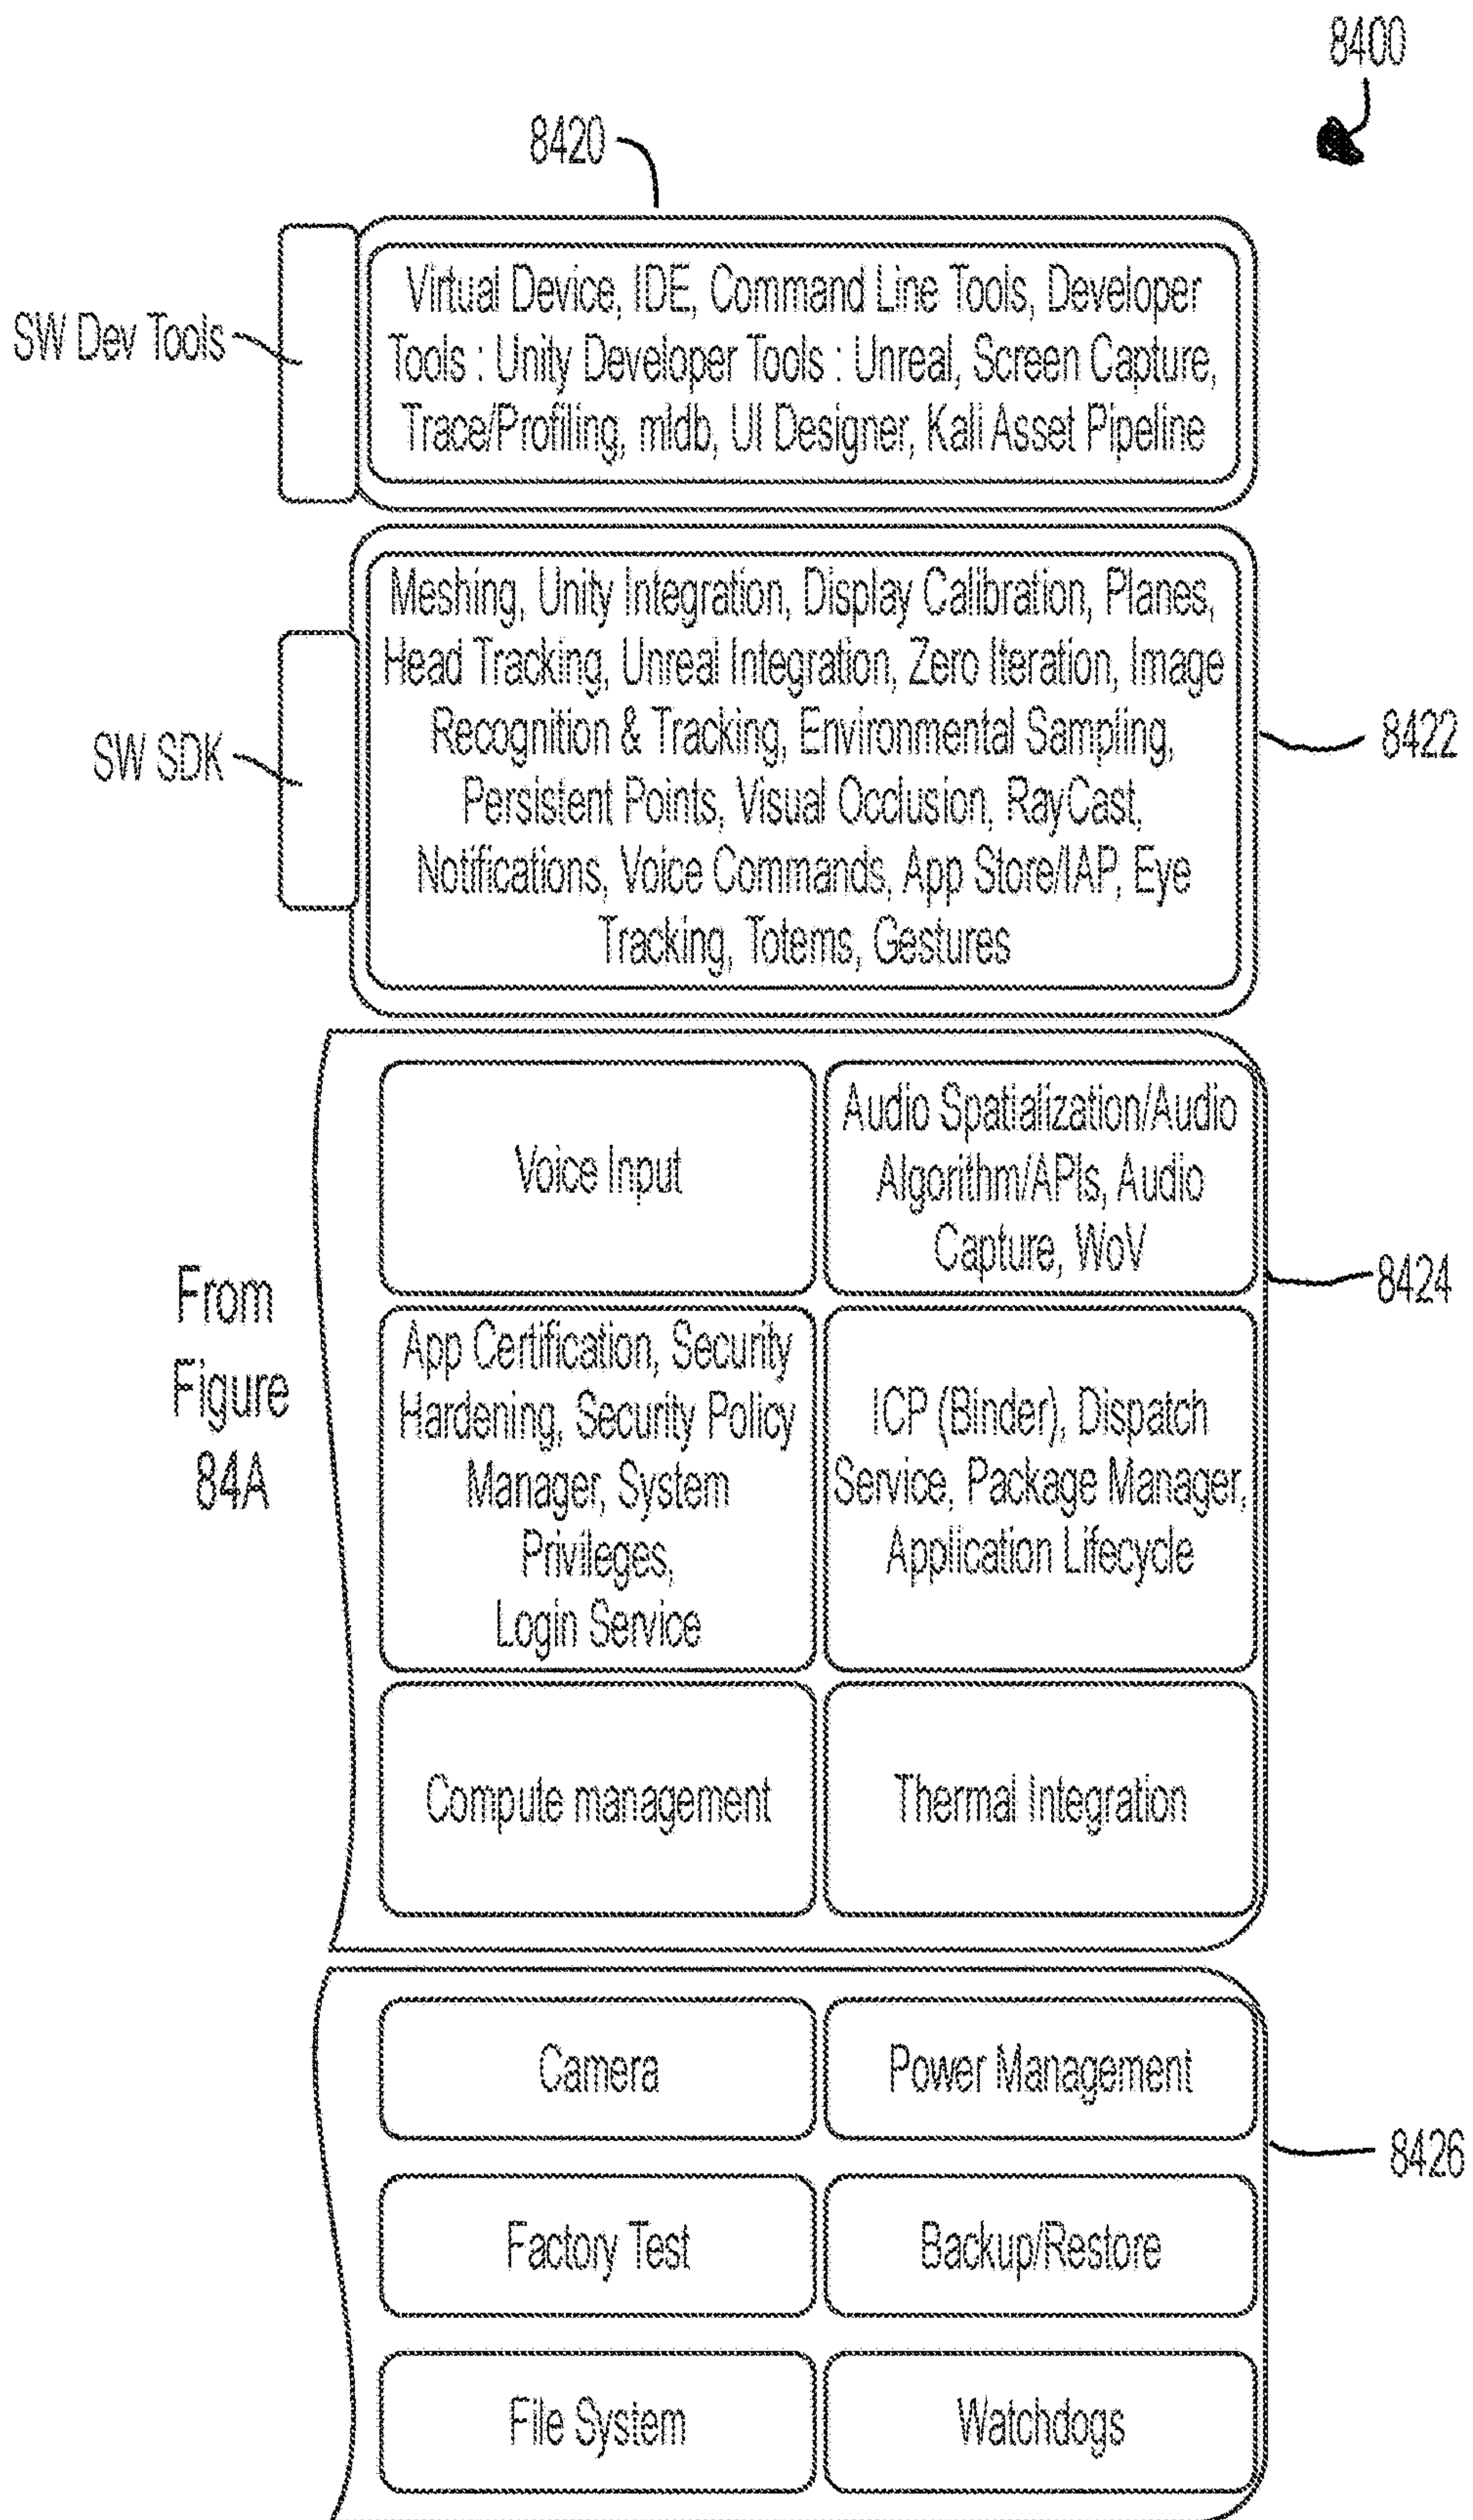 8400
8420
SW Dev Tools
Virtual Device, IDE, Command Line Tools, Developer
Tools : Unity Developer Tools : Unreal, Screen Capture,
Trace/Profiling, mldb, UI Designer, Kali Asset Pipeline
SW SDK
Meshing, Unity Integration, Display Calibration, Planes,
Head Tracking, Unreal Integration, Zero Iteration, Image
Recognition & Tracking, Environmental Sampling,
Persistent Points, Visual Occlusion, RayCast,
Notifications, Voice Commands, App Store/IAP, Eye
Tracking, Totems, Gestures
8422
From
Figure
84A
Voice Input
Audio Spatialization/Audio
Algorithm/APIs, Audio
Capture, WoV
8424
App Certification, Security
Hardening, Security Policy
Manager, System
Privileges,
Login Service
ICP (Binder), Dispatch
Service, Package Manager,
Application Lifecycle
Compute management
Thermal Integration
Camera
Power Management
8426
Factory Test
Backup/Restore
File System
Watchdogs